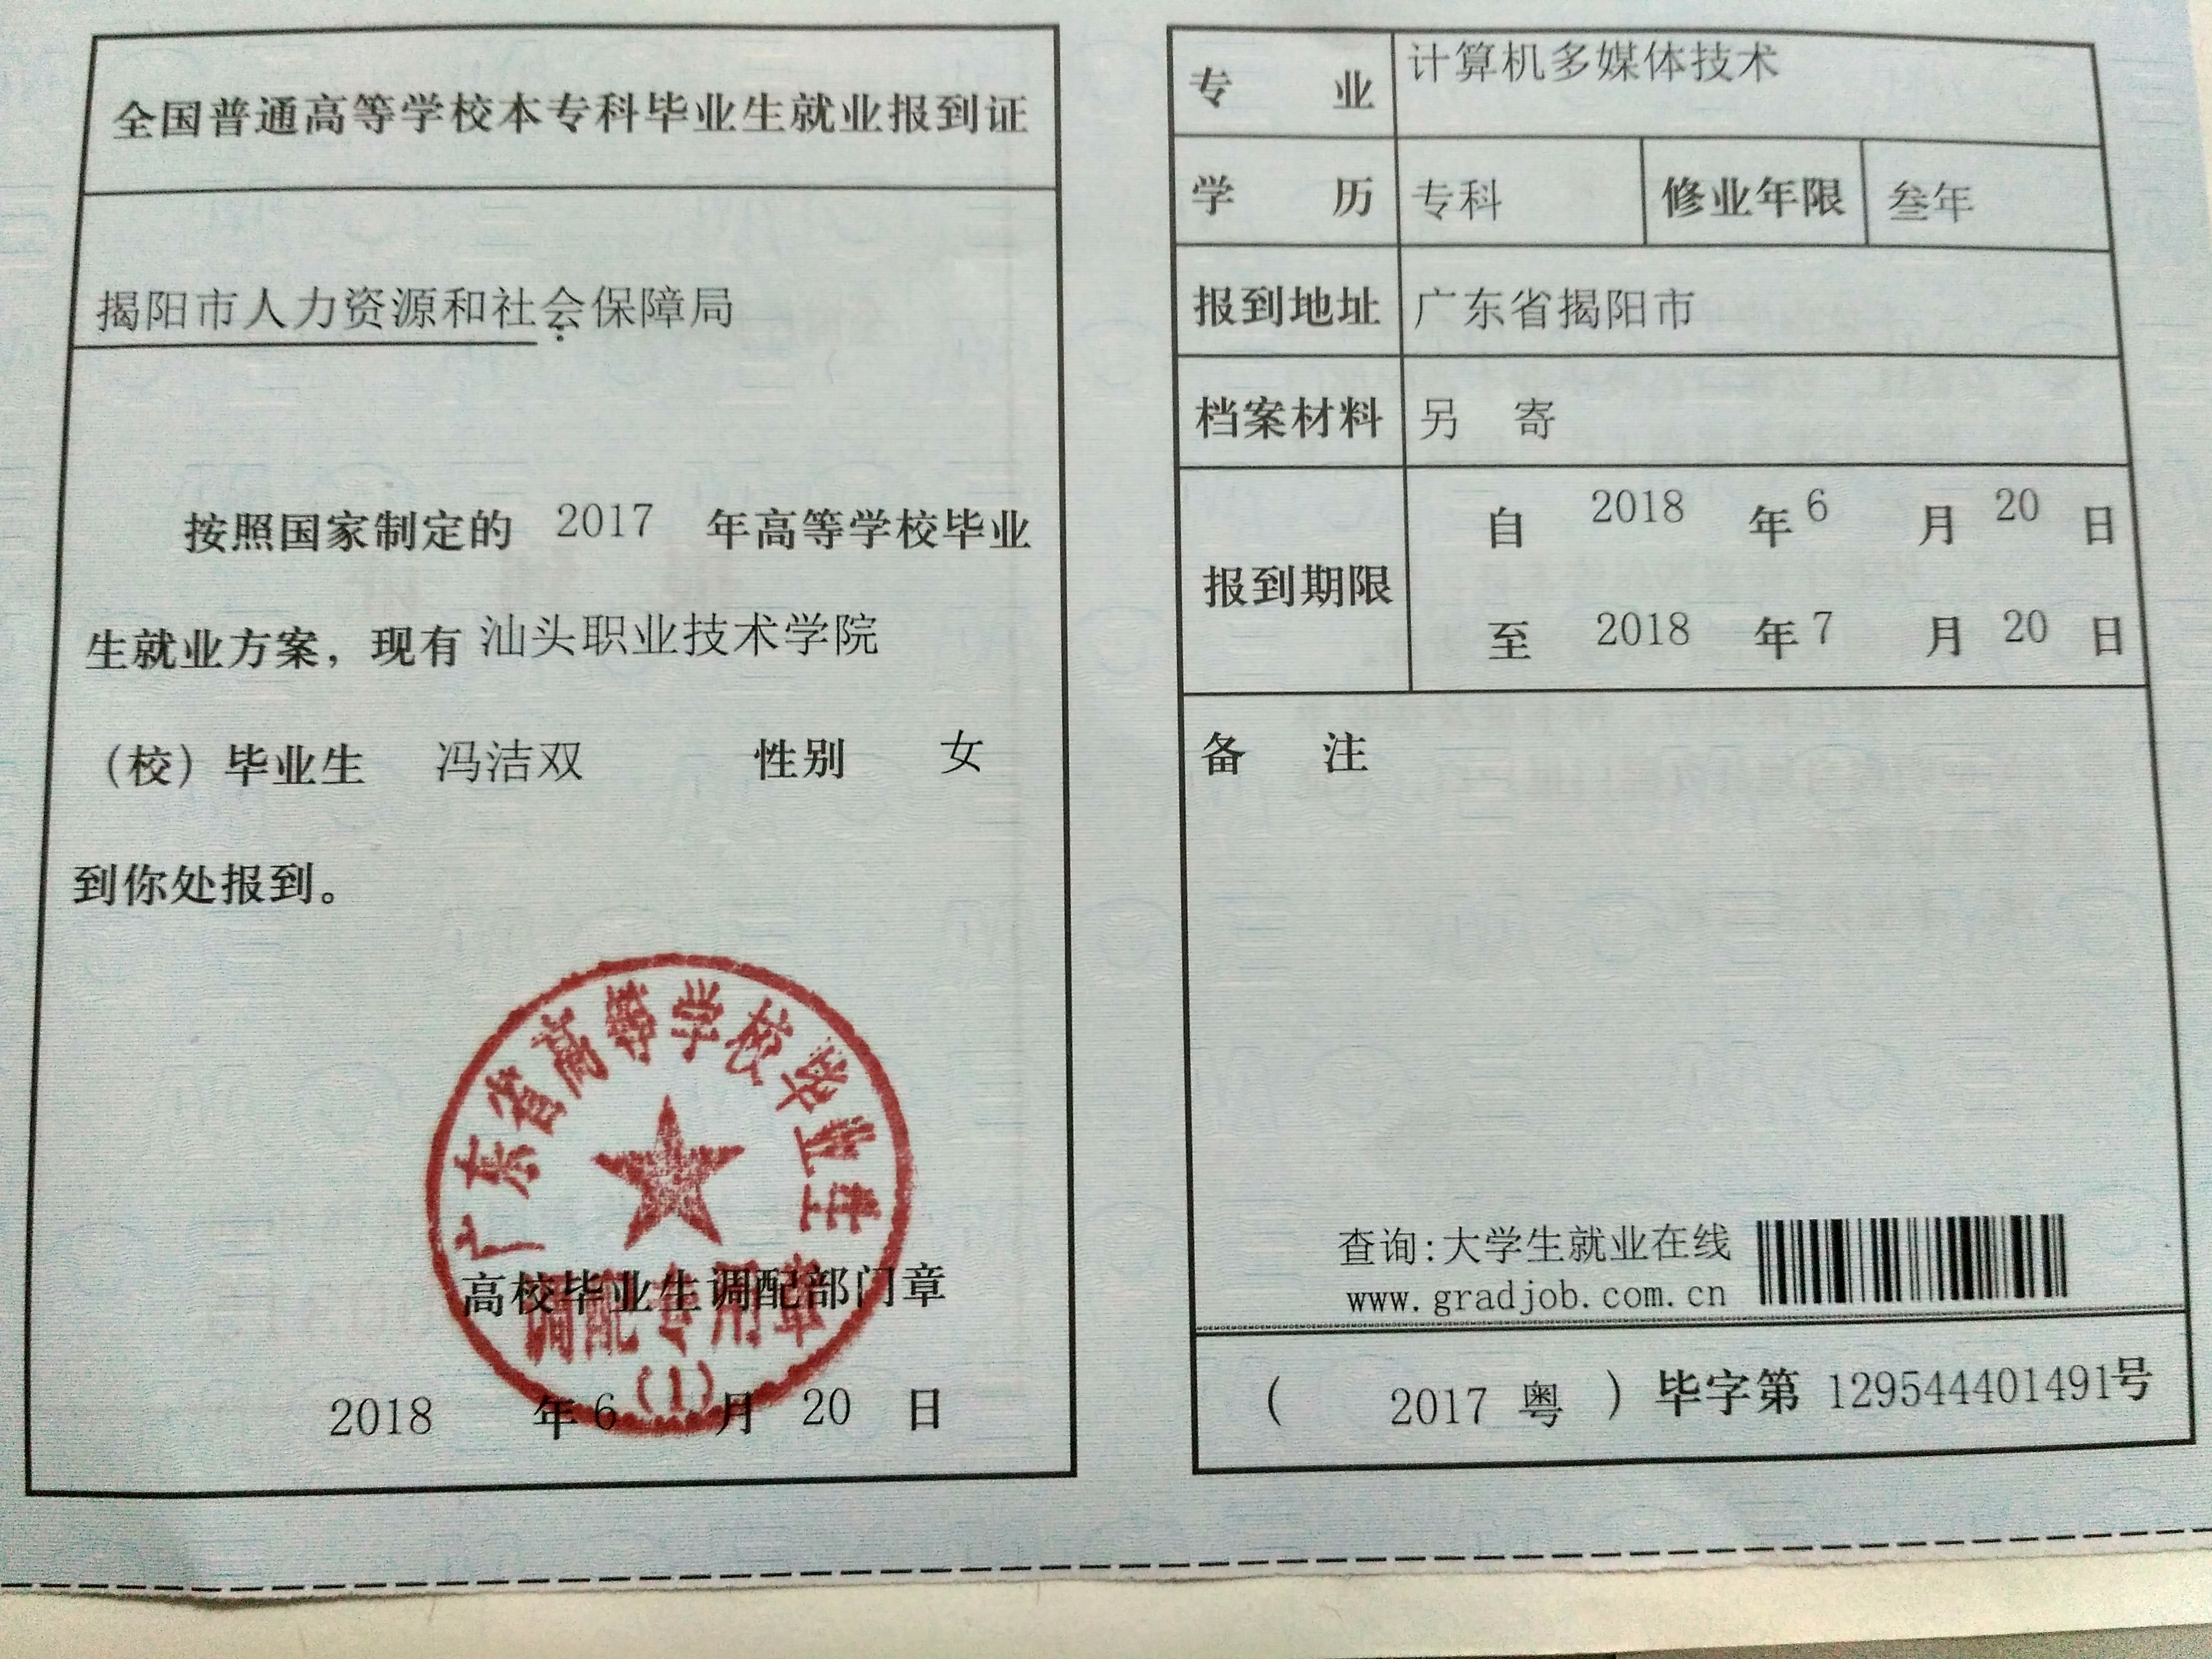 全国普通高等学校本专科毕业生就业报到证
揭阳市人力资源和社会保障局:
按照国家制定的 2017 年高等学校毕业
生就业方案，现有 汕头职业技术学院
（校）毕业生 冯洁双 性别 女
到你处报到。
广东省高等学校毕业生
高校毕业生调配部门章
调配专用章
(1)
2018 年 6 月 20 日
专业 计算机多媒体技术
学历 专科 修业年限 叁年
报到地址 广东省揭阳市
档案材料 另寄
报到期限
自 2018 年 6 月 20 日
至 2018 年 7 月 20 日
备注
查询:大学生就业在线
www.gradjob.com.cn
( 2017 粤 ) 毕字第 129544401491号